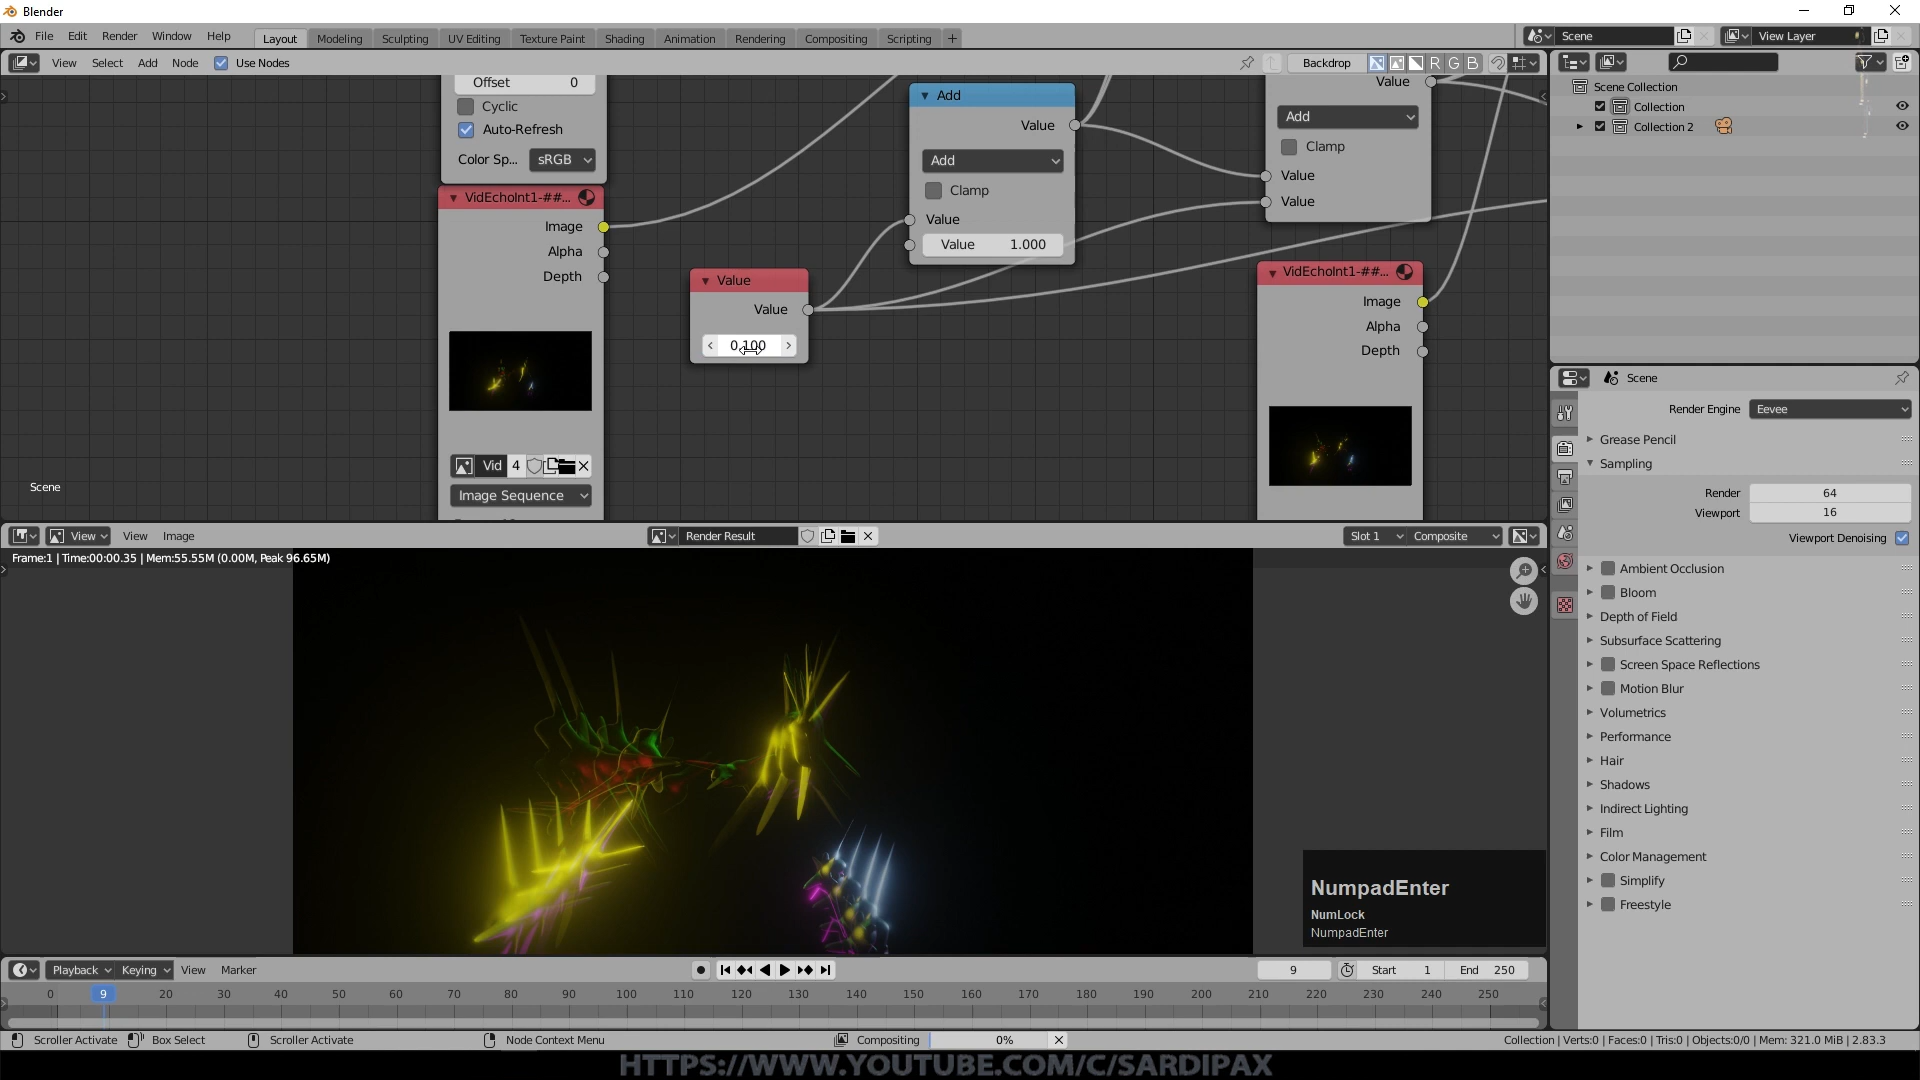 Blender
File Edit Render Window Help
Layout Modeling Sculpting UV Editing Texture Paint Shading Animation Rendering Compositing Scripting +
Scene View Layer
View Select Add Node Use Nodes Backdrop R G B
Offset 0
Cyclic
Auto-Refresh
Color Sp... sRGB
VidEchoInt1-##...
Image
Alpha
Depth
Vid 4
Image Sequence
Value
Value
0.100
Add
Value
Add
Clamp
Value
Value 1.000
Value
Add
Clamp
Value
Value
VidEchoInt1-##...
Image
Alpha
Depth
Scene
Scene Collection
Collection
Collection 2
Scene
Render Engine Eevee
Grease Pencil
Sampling
Render 64
Viewport 16
Viewport Denoising
Ambient Occlusion
Bloom
Depth of Field
Subsurface Scattering
Screen Space Reflections
Motion Blur
Volumetrics
Performance
Hair
Shadows
Indirect Lighting
Film
Color Management
Simplify
Freestyle
View View Image Render Result Slot 1 Composite
Frame:1 | Time:00:00.35 | Mem:55.55M (0.00M, Peak 96.65M)
NumpadEnter
NumLock
NumpadEnter
Playback Keying View Marker 9 Start 1 End 250
0 9 20 30 40 50 60 70 80 90 100 110 120 130 140 150 160 170 180 190 200 210 220 230 240 250
Scroller Activate Box Select Scroller Activate Node Context Menu Compositing 0% Collection | Verts:0 | Faces:0 | Tris:0 | Objects:0/0 | Mem: 321.0 MiB | 2.83.3
HTTPS://WWW.YOUTUBE.COM/C/SARDIPAX